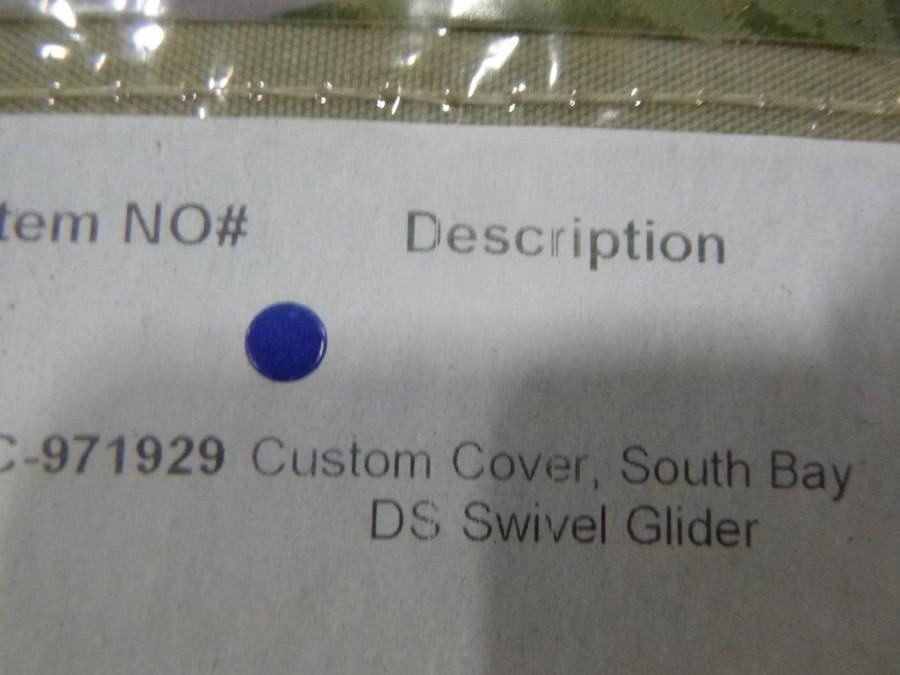 tem NO# Description
C-971929 Custom Cover, South Bay
DS Swivel Glider